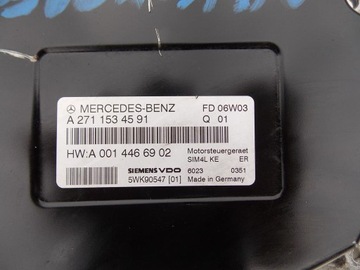 MERCEDES-BENZ FD 06W03
A 271 153 45 91 Q 01
HW:A 001 446 69 02 Motorsteuergeraet
SIM4L KE ER
SIEMENS VDO 6023 0351
5WK90547 [01] Made in Germany